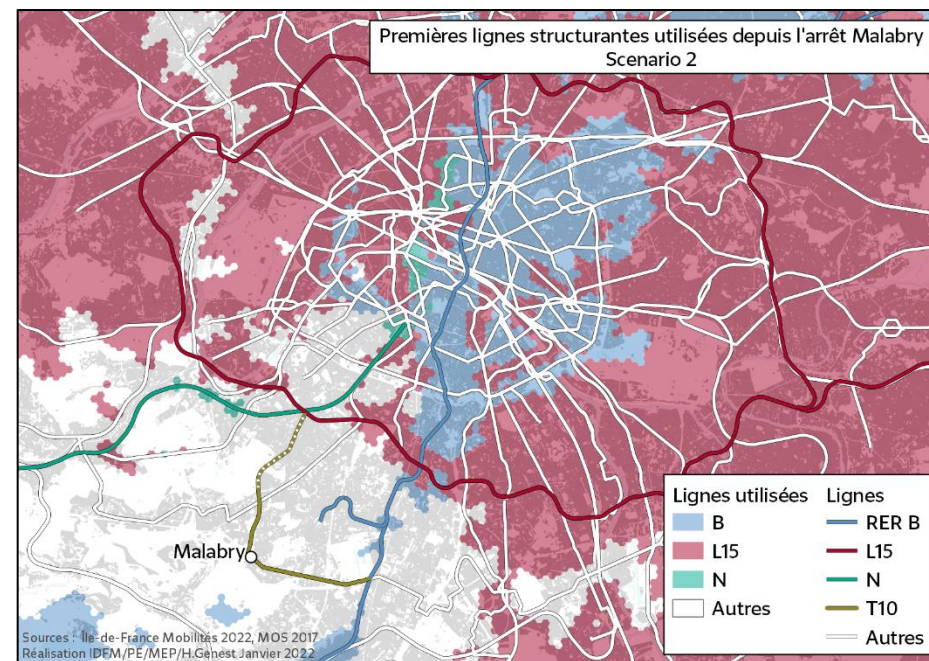 Premières lignes structurantes utilisées depuis l'arrêt Malabry
Scenario 2
Malabry
Lignes utilisées
B
L15
N
Autres
Lignes
RER B
L15
N
T10
Autres
Sources : Île-de-France Mobilités 2022, MOS 2017
Réalisation IDFM/PE/MEP/H.Genest Janvier 2022